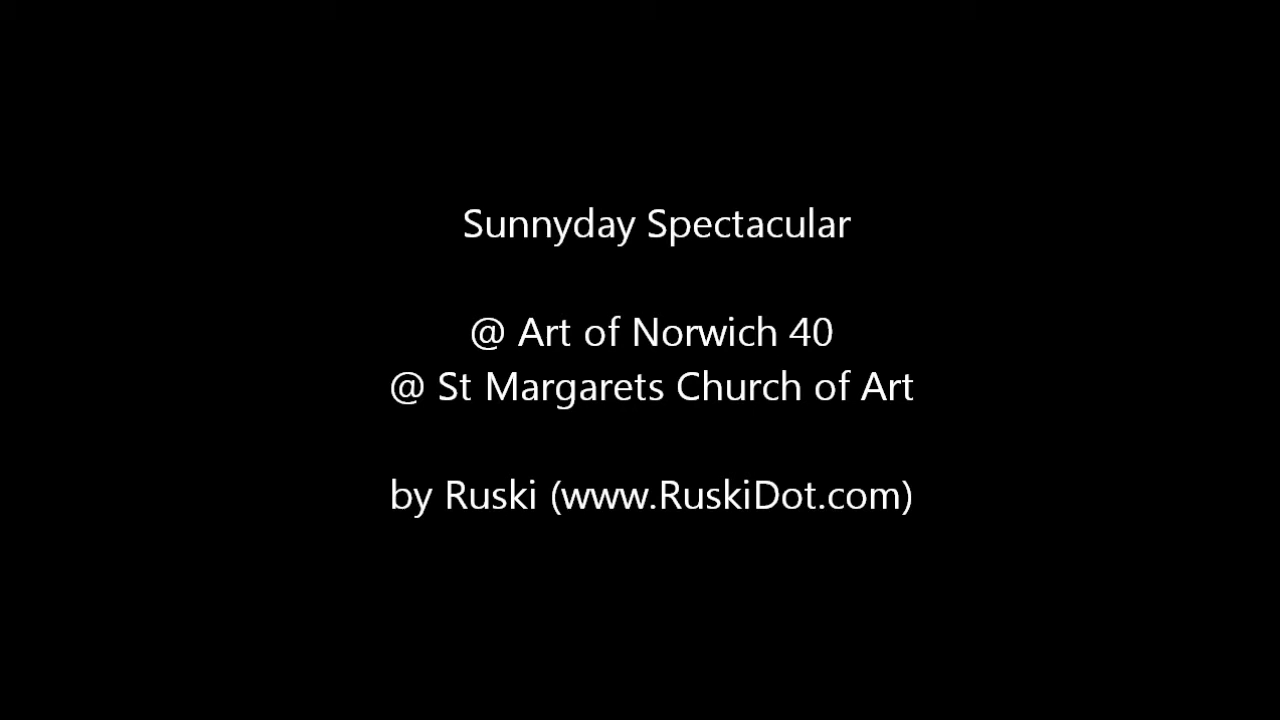 Sunnyday Spectacular
@ Art of Norwich 40
@ St Margarets Church of Art
by Ruski (www.RuskiDot.com)